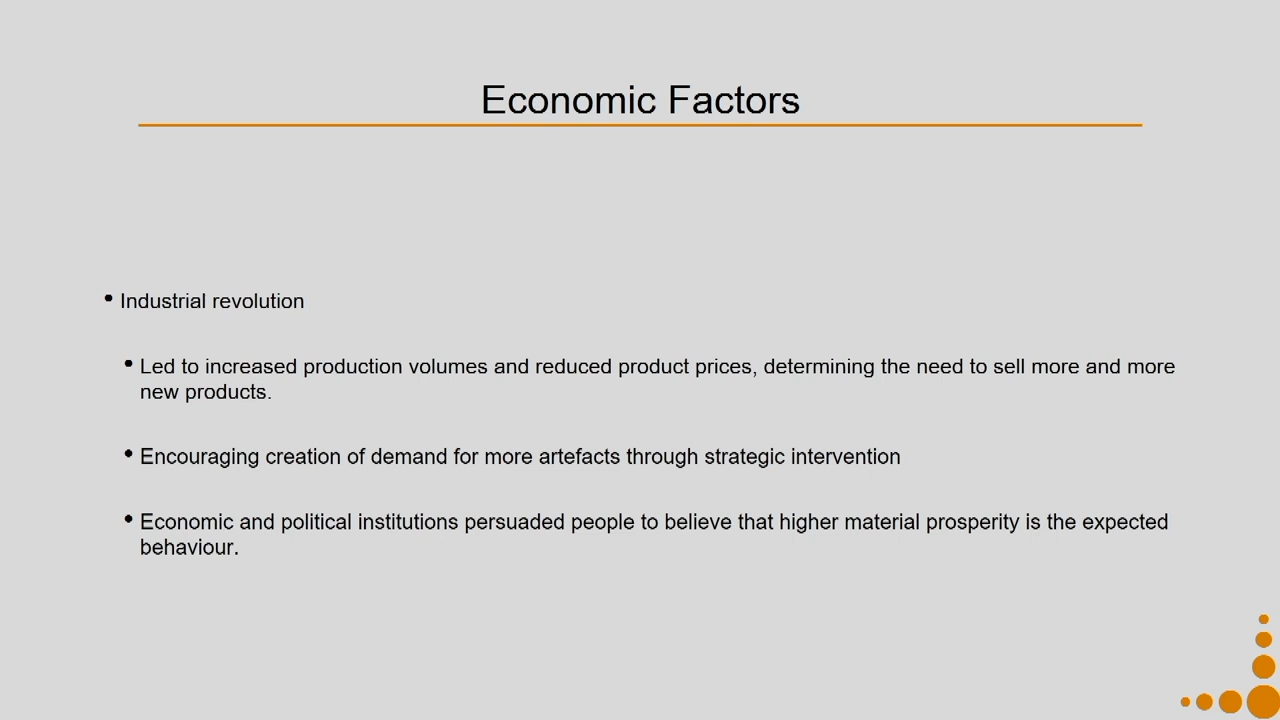 Economic Factors
• Industrial revolution
• Led to increased production volumes and reduced product prices, determining the need to sell more and more
new products.
• Encouraging creation of demand for more artefacts through strategic intervention
• Economic and political institutions persuaded people to believe that higher material prosperity is the expected
behaviour.